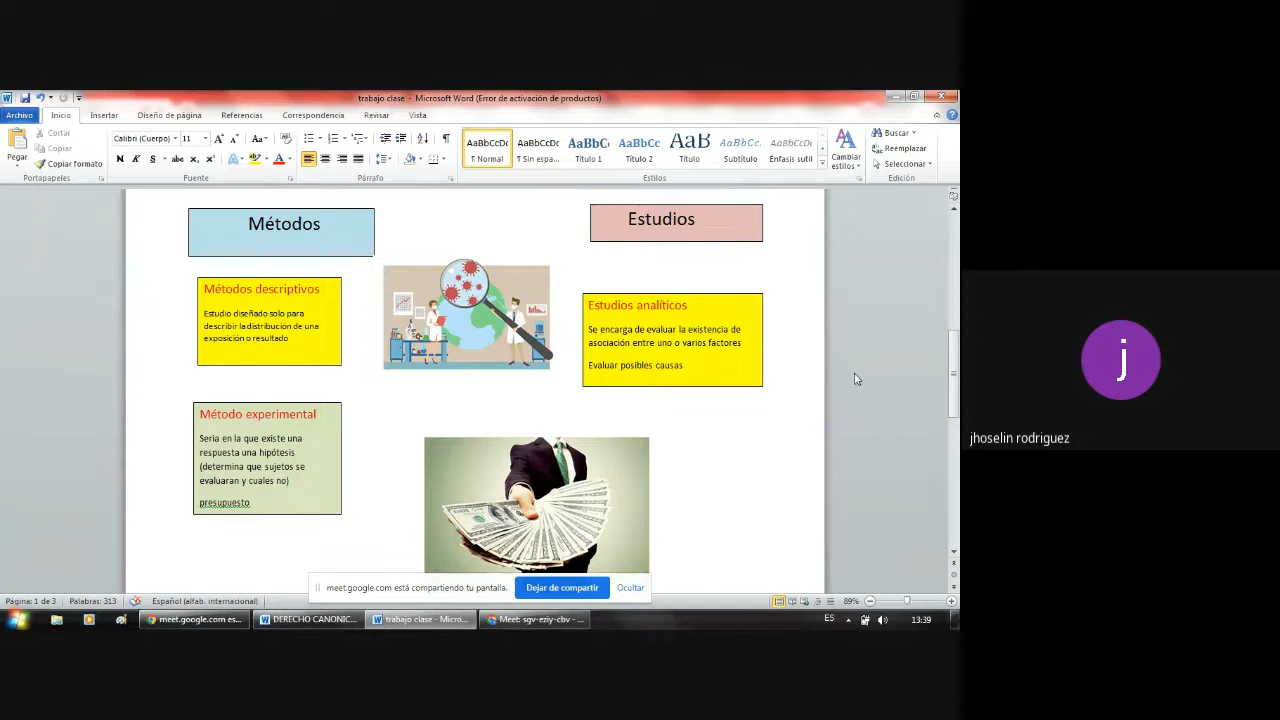 trabajo clase - Microsoft Word (Error de activación de productos)
Archivo Inicio Insertar Diseño de página Referencias Correspondencia Revisar Vista
Pegar
Cortar
Copiar
Copiar formato
Portapapeles
Calibri (Cuerpo) 11
N K S abc x₂ x² A
Fuente
Párrafo
AaBbCcDc AaBbCcDc AaBbC AaBbCc AaB AaBbCc. AaBbCcDc
¶ Normal ¶ Sin espa... Título 1 Título 2 Título Subtítulo Énfasis sutil
Cambiar
estilos
Estilos
Buscar
Reemplazar
Seleccionar
Edición
Métodos
Estudios
Métodos descriptivos
Estudio diseñado solo para
describir la distribución de una
exposición o resultado
Estudios analíticos
Se encarga de evaluar la existencia de
asociación entre uno o varios factores
Evaluar posibles causas
Método experimental
Seria en la que existe una
respuesta una hipótesis
(determina que sujetos se
evaluaran y cuales no)
presupuesto
meet.google.com está compartiendo tu pantalla.
Dejar de compartir
Ocultar
Página: 1 de 3 Palabras: 313 Español (alfab. internacional) 89%
meet.google.com es...
DERECHO CANONIC...
trabajo clase - Micro...
Meet: sgv-eziy-cbv - ...
ES 13:39
j
jhoselin rodriguez